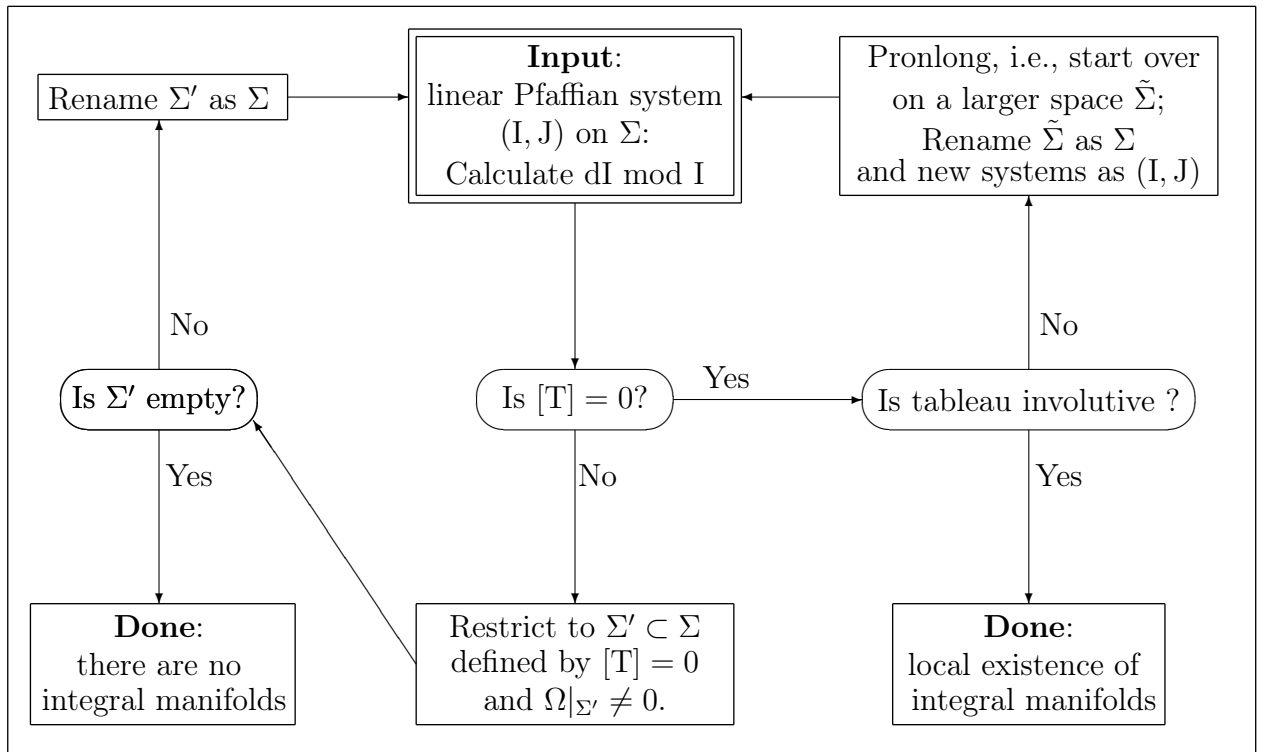 Rename Σ′ as Σ
Input:
linear Pfaffian system
(I, J) on Σ:
Calculate dI mod I
Pronlong, i.e., start over
on a larger space Σ̃;
Rename Σ̃ as Σ
and new systems as (I, J)
No
No
Is Σ′ empty?
Is [T] = 0?
Yes
Is tableau involutive ?
Yes
No
Yes
Done:
there are no
integral manifolds
Restrict to Σ′ ⊂ Σ
defined by [T] = 0
and Ω|Σ′ ≠ 0.
Done:
local existence of
integral manifolds